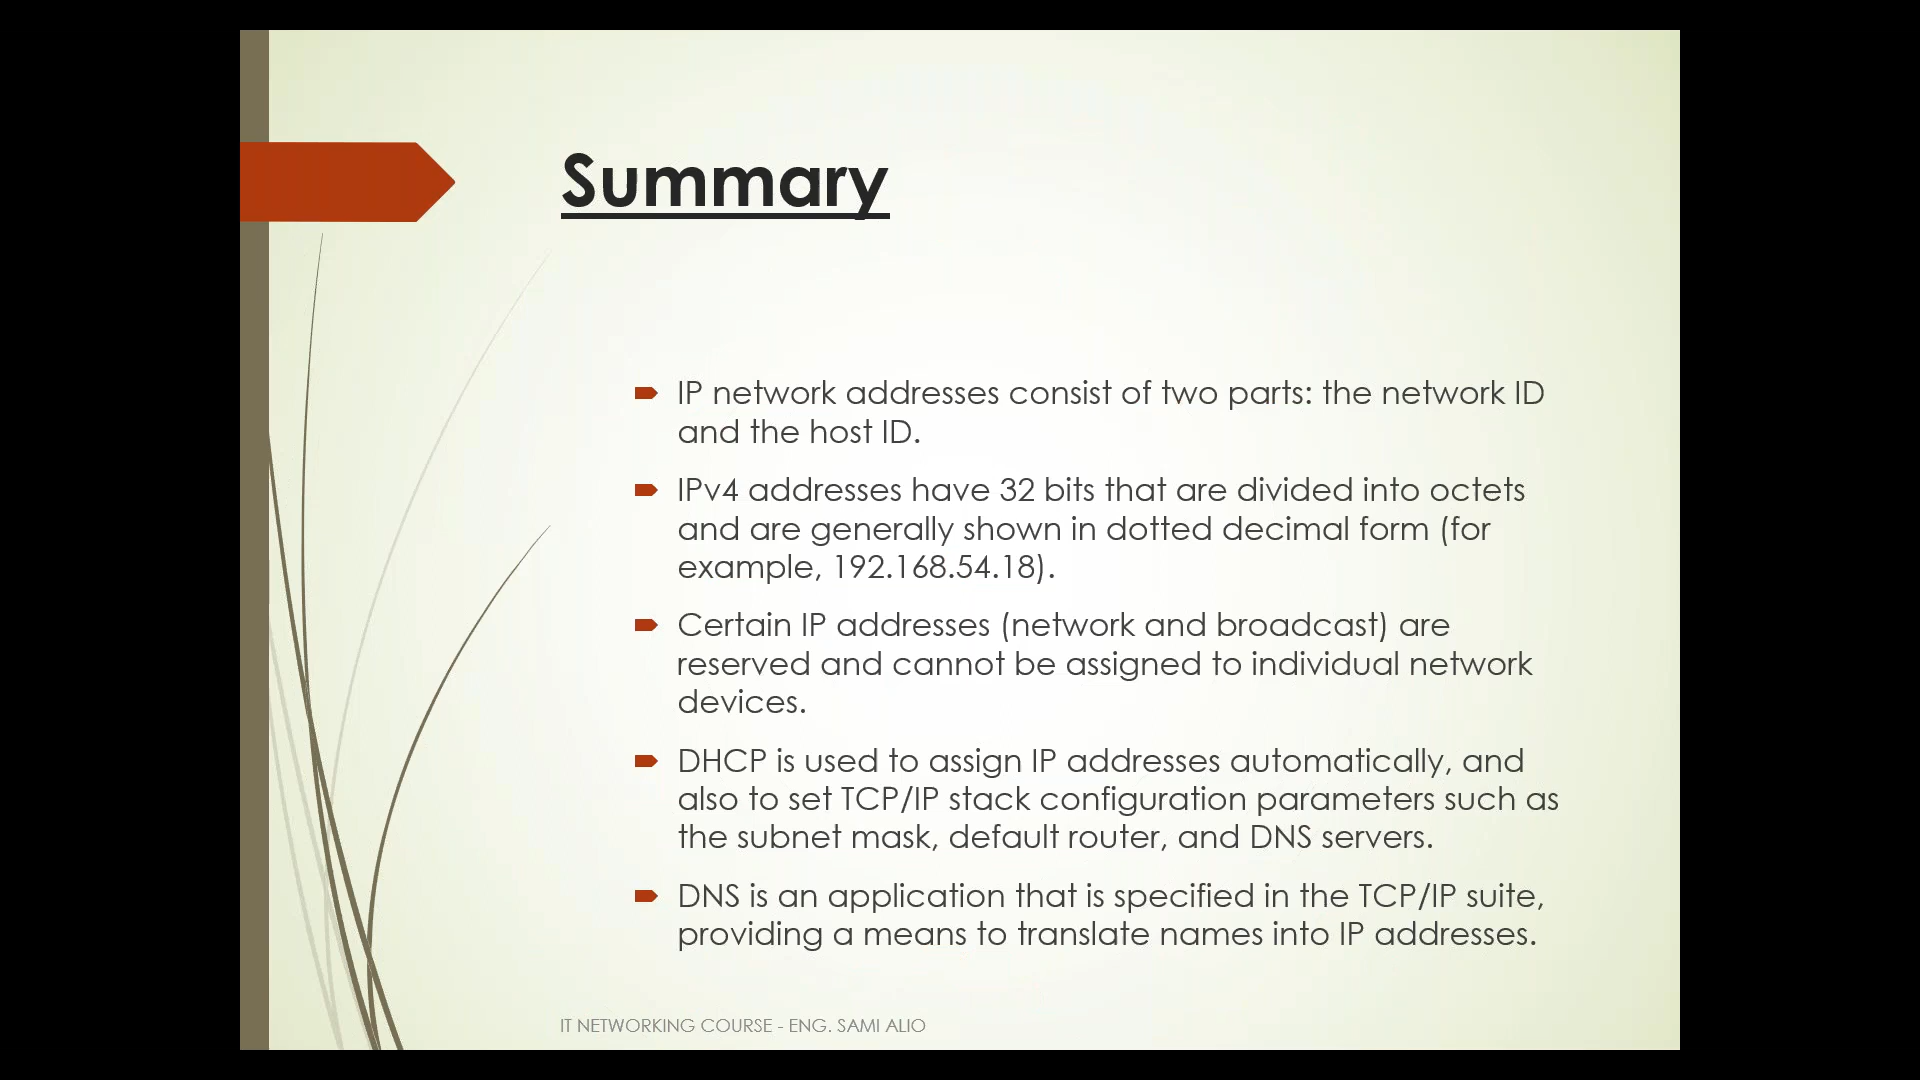 Summary
IP network addresses consist of two parts: the network ID
and the host ID.
IPv4 addresses have 32 bits that are divided into octets
and are generally shown in dotted decimal form (for
example, 192.168.54.18).
Certain IP addresses (network and broadcast) are
reserved and cannot be assigned to individual network
devices.
DHCP is used to assign IP addresses automatically, and
also to set TCP/IP stack configuration parameters such as
the subnet mask, default router, and DNS servers.
DNS is an application that is specified in the TCP/IP suite,
providing a means to translate names into IP addresses.
IT NETWORKING COURSE - ENG. SAMI ALIO